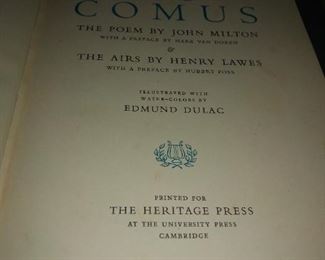 COMUS
THE POEM BY JOHN MILTON
WITH A PREFACE BY MARK VAN DOREN
&
THE AIRS BY HENRY LAWES
WITH A PREFACE BY HUBERT FOSS
ILLUSTRATED WITH
WATER-COLORS BY
EDMUND DULAC
PRINTED FOR
THE HERITAGE PRESS
AT THE UNIVERSITY PRESS
CAMBRIDGE